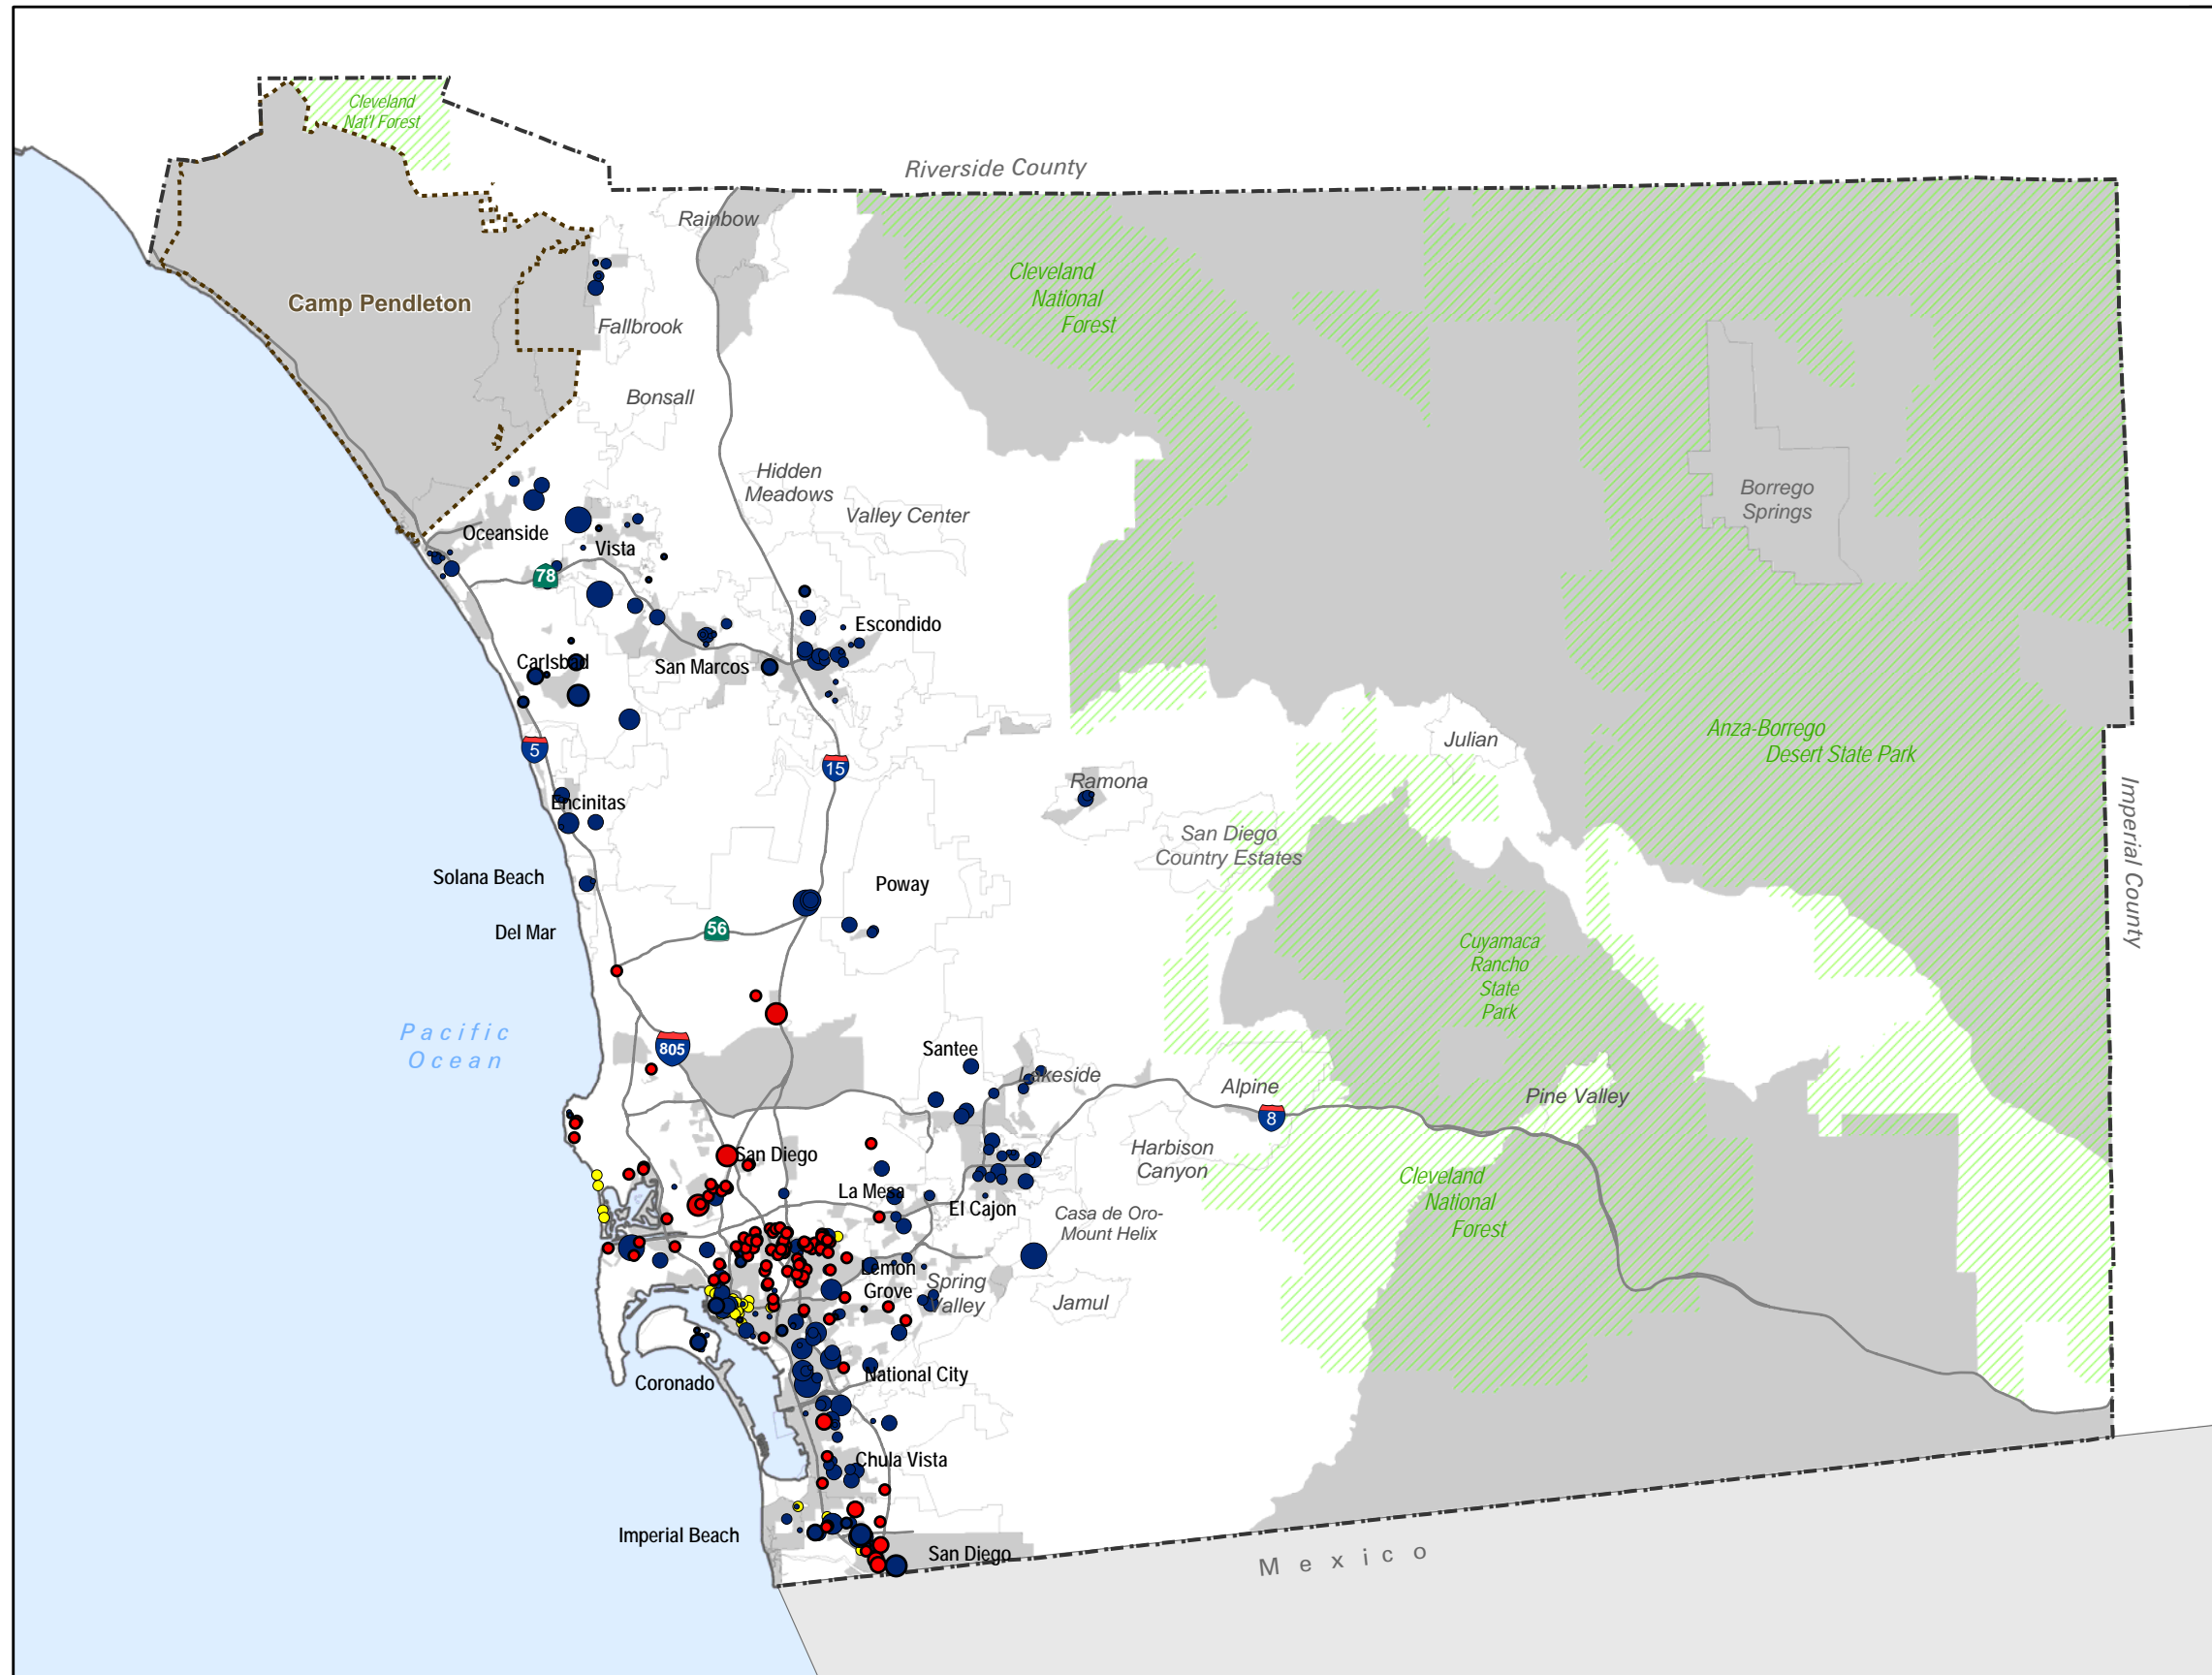 Cleveland
Nat'l Forest
Riverside County
Rainbow
Cleveland
National
Forest
Camp Pendleton
Fallbrook
Bonsall
Hidden
Meadows
Valley Center
Borrego
Springs
Oceanside
Vista
78
Escondido
Carlsbad
San Marcos
5
15
Anza-Borrego
Desert State Park
Julian
Ramona
Imperial County
Encinitas
San Diego
Country Estates
Solana Beach
Poway
Del Mar
56
Cuyamaca
Rancho
State
Park
Pacific
Ocean
805
Santee
Lakeside
Alpine
Pine Valley
8
San Diego
Harbison
Canyon
La Mesa
El Cajon
Cleveland
National
Forest
Casa de Oro-
Mount Helix
Lemon
Grove
Spring
Valley
Jamul
Coronado
National City
Chula Vista
Imperial Beach
San Diego
Mexico